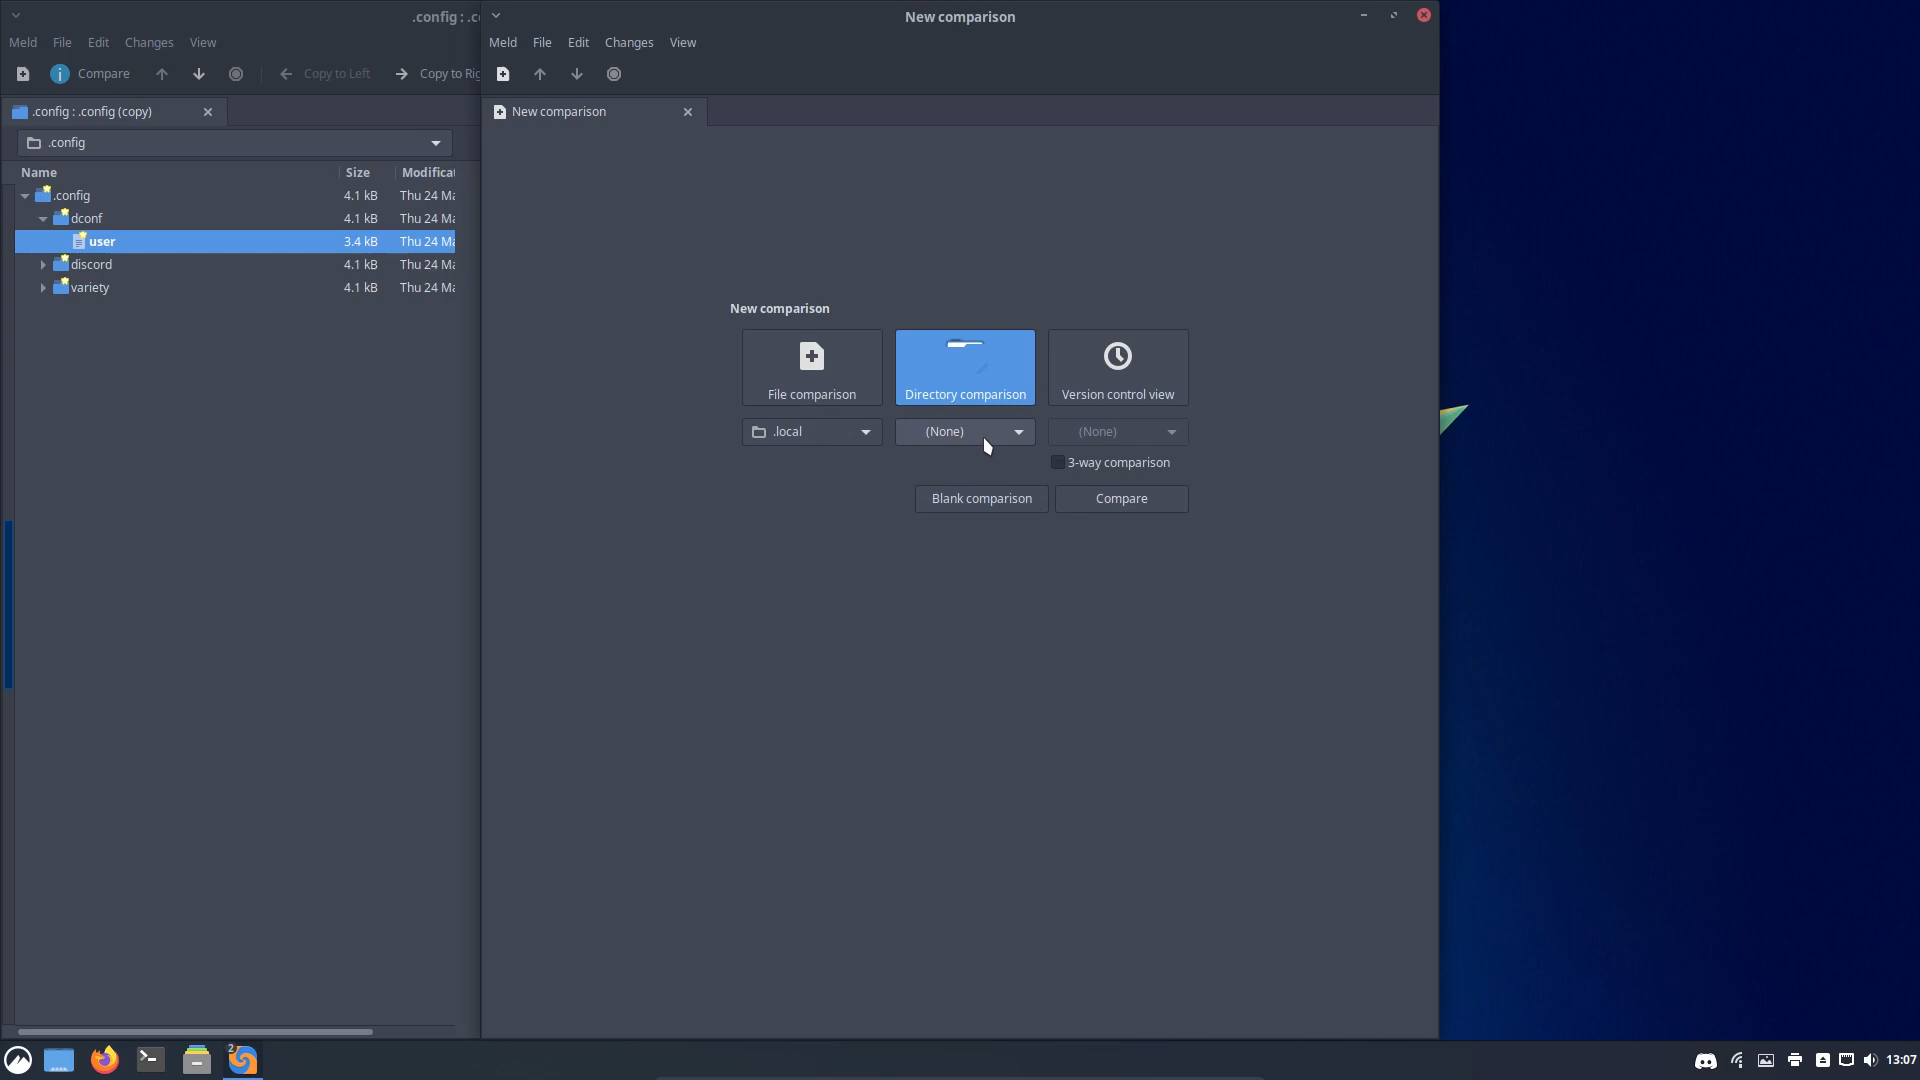 .config : .c
New comparison
Meld File Edit Changes View
Meld File Edit Changes View
Compare
Copy to Left
Copy to Rig
.config : .config (copy)
New comparison
.config
Name Size Modificat
.config 4.1 kB Thu 24 Ma
dconf 4.1 kB Thu 24 Ma
user 3.4 kB Thu 24 Ma
discord 4.1 kB Thu 24 Ma
variety 4.1 kB Thu 24 Ma
New comparison
File comparison
Directory comparison
Version control view
.local
(None)
(None)
3-way comparison
Blank comparison
Compare
2
13:07